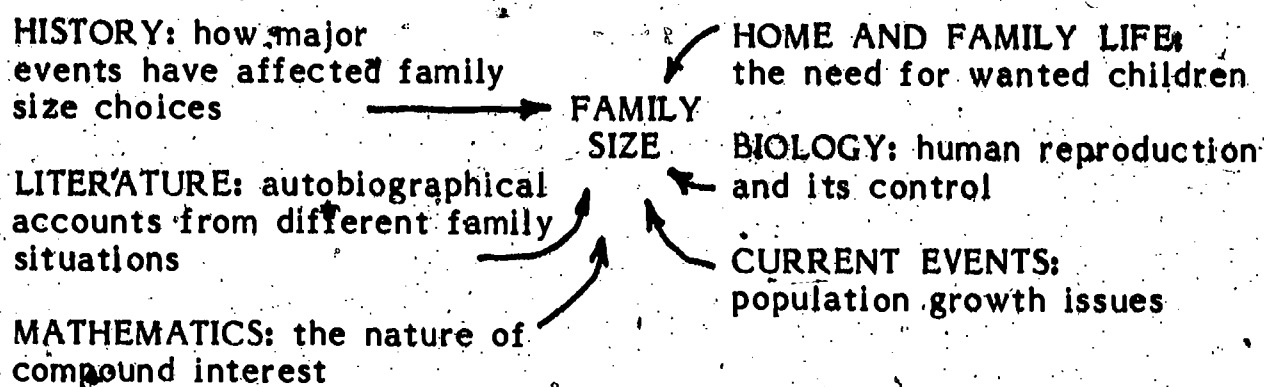 HISTORY: how major
events have affected family
size choices
LITERATURE: autobiographical
accounts from different family
situations
MATHEMATICS: the nature of
compound interest
FAMILY
SIZE
HOME AND FAMILY LIFE:
the need for wanted children
BIOLOGY: human reproduction
and its control
CURRENT EVENTS:
population growth issues